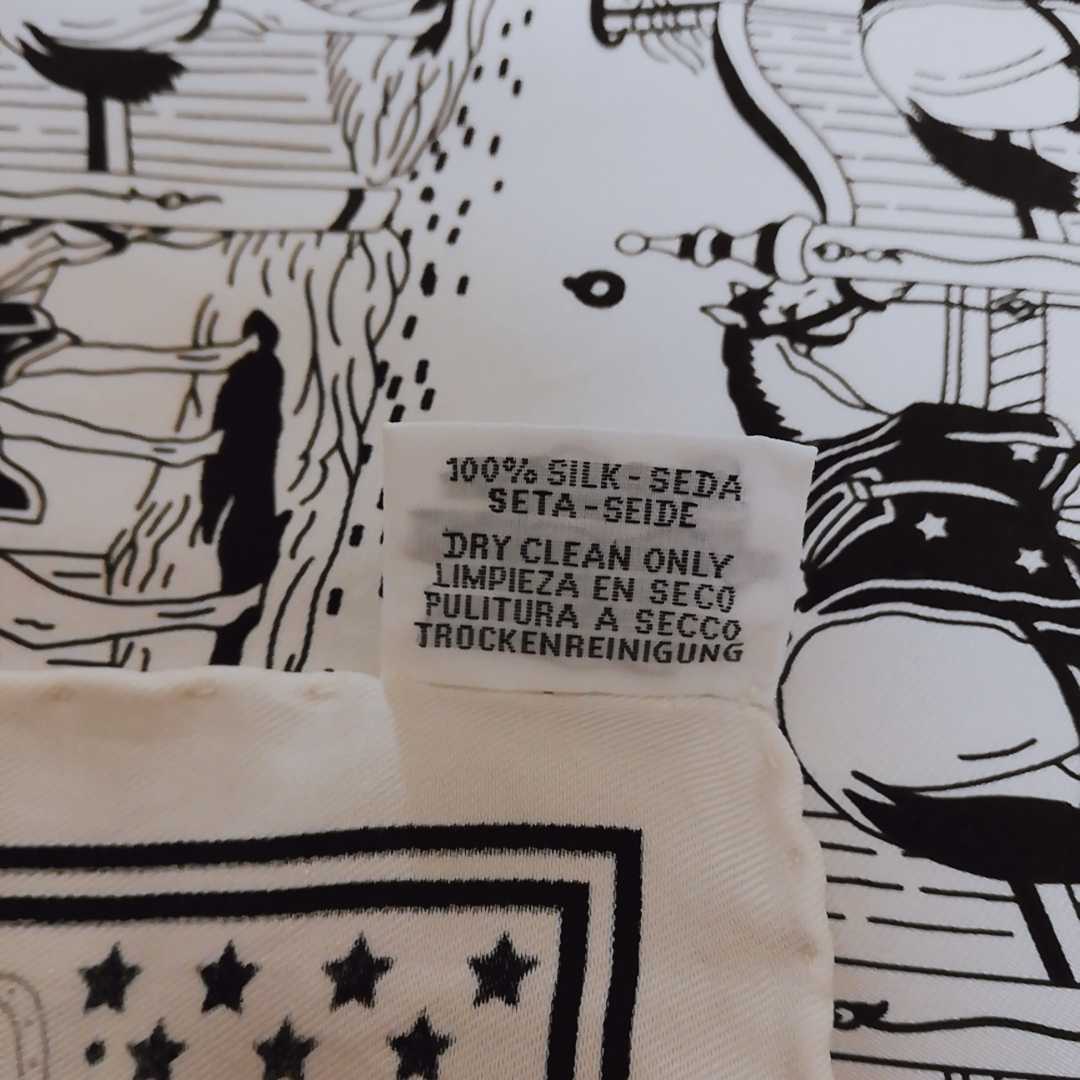 100% SILK - SEDA
SETA - SEIDE
DRY CLEAN ONLY
LIMPIEZA EN SECO
PULITURA A SECCO
TROCKENREINIGUNG